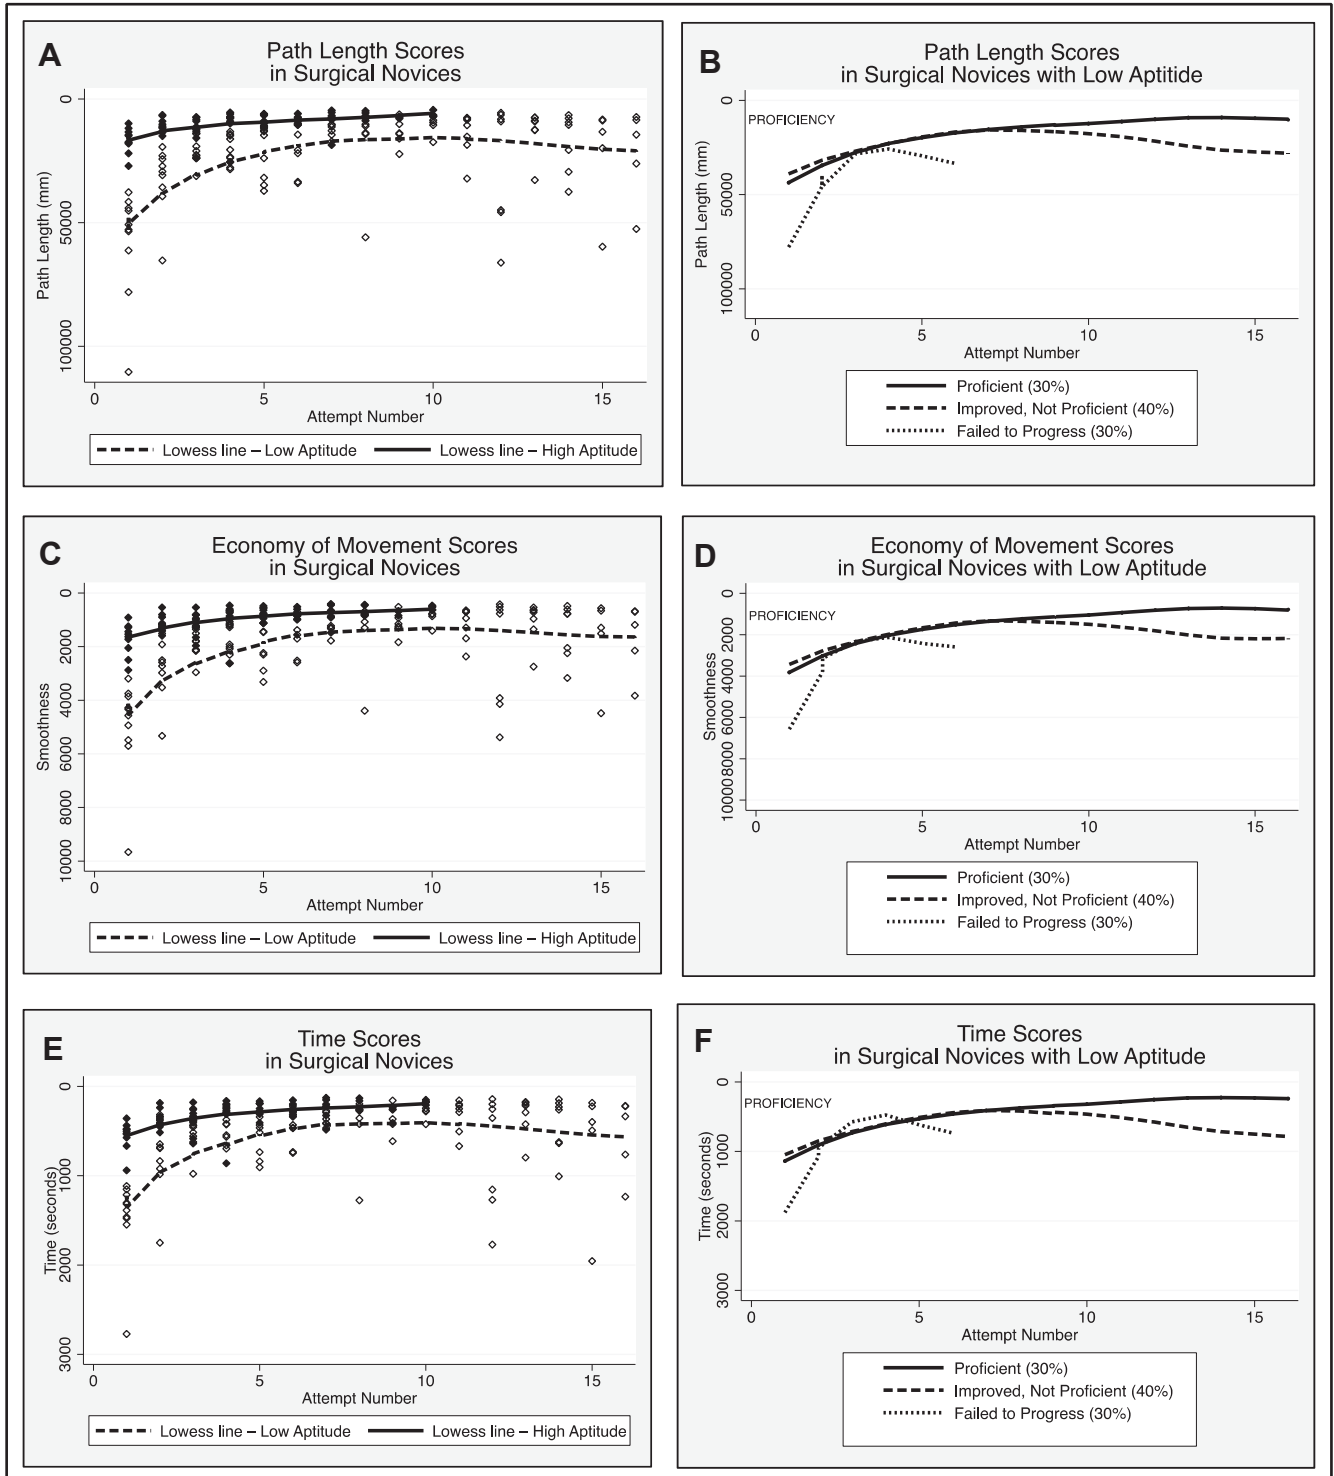 A
Path Length Scores
in Surgical Novices
0
50000
100000
Path Length (mm)
0
5
10
15
Attempt Number
Lowess line – Low Aptitude
Lowess line – High Aptitude
B
Path Length Scores
in Surgical Novices with Low Aptitide
PROFICIENCY
0
50000
100000
Path Length (mm)
0
5
10
15
Attempt Number
Proficient (30%)
Improved, Not Proficient (40%)
Failed to Progress (30%)
C
Economy of Movement Scores
in Surgical Novices
0
2000
4000
6000
8000
10000
Smoothness
0
5
10
15
Attempt Number
Lowess line – Low Aptitude
Lowess line – High Aptitude
D
Economy of Movement Scores
in Surgical Novices with Low Aptitude
PROFICIENCY
0
2000
4000
6000
8000
10000
Smoothness
0
5
10
15
Attempt Number
Proficient (30%)
Improved, Not Proficient (40%)
Failed to Progress (30%)
E
Time Scores
in Surgical Novices
0
1000
2000
3000
Time (seconds)
0
5
10
15
Attempt Number
Lowess line – Low Aptitude
Lowess line – High Aptitude
F
Time Scores
in Surgical Novices with Low Aptitude
PROFICIENCY
0
1000
2000
3000
Time (seconds)
0
5
10
15
Attempt Number
Proficient (30%)
Improved, Not Proficient (40%)
Failed to Progress (30%)